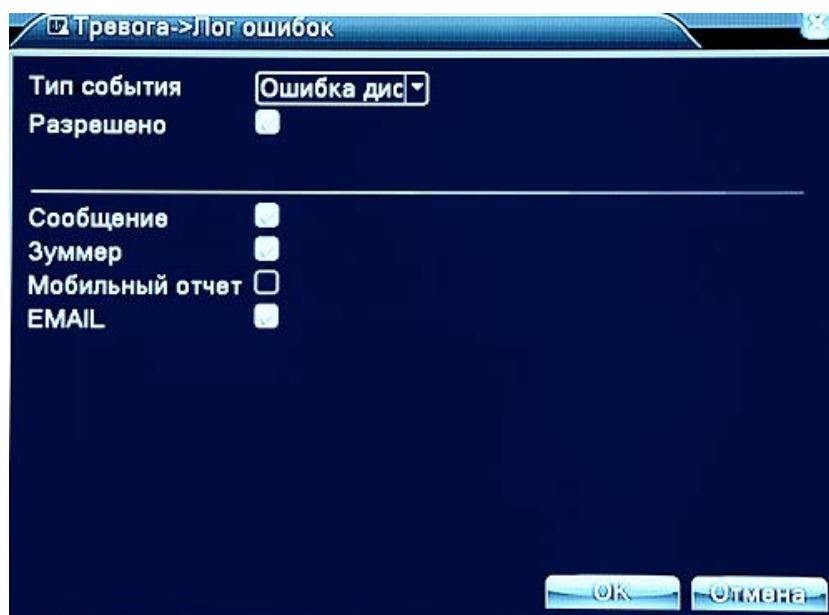 Тревога->Лог ошибок
Тип события Ошибка дис
Разрешено
Сообщение
Зуммер
Мобильный отчет
EMAIL
OK Отмена